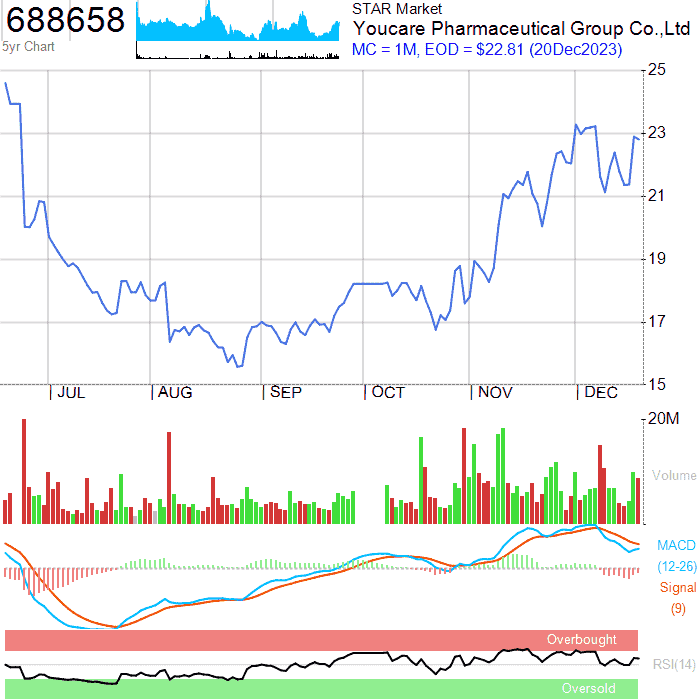 688658
5yr Chart
STAR Market
Youcare Pharmaceutical Group Co.,Ltd
MC = 1M, EOD = $22.81 (20Dec2023)
25
23
21
19
17
15
JUL AUG SEP OCT NOV DEC
20M
Volume
MACD
(12-26)
Signal
(9)
Overbought
RSI(14)
Oversold